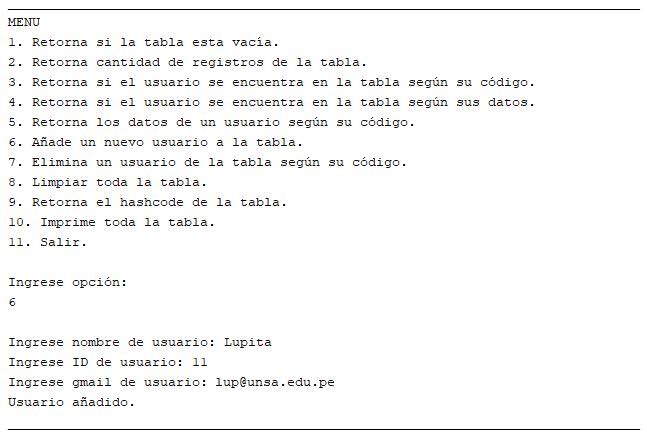 MENU
1. Retorna si la tabla esta vacía.
2. Retorna cantidad de registros de la tabla.
3. Retorna si el usuario se encuentra en la tabla según su código.
4. Retorna si el usuario se encuentra en la tabla según sus datos.
5. Retorna los datos de un usuario según su código.
6. Añade un nuevo usuario a la tabla.
7. Elimina un usuario de la tabla según su código.
8. Limpiar toda la tabla.
9. Retorna el hashcode de la tabla.
10. Imprime toda la tabla.
11. Salir.
Ingrese opción:
6
Ingrese nombre de usuario: Lupita
Ingrese ID de usuario: 11
Ingrese gmail de usuario: lup@unsa.edu.pe
Usuario añadido.